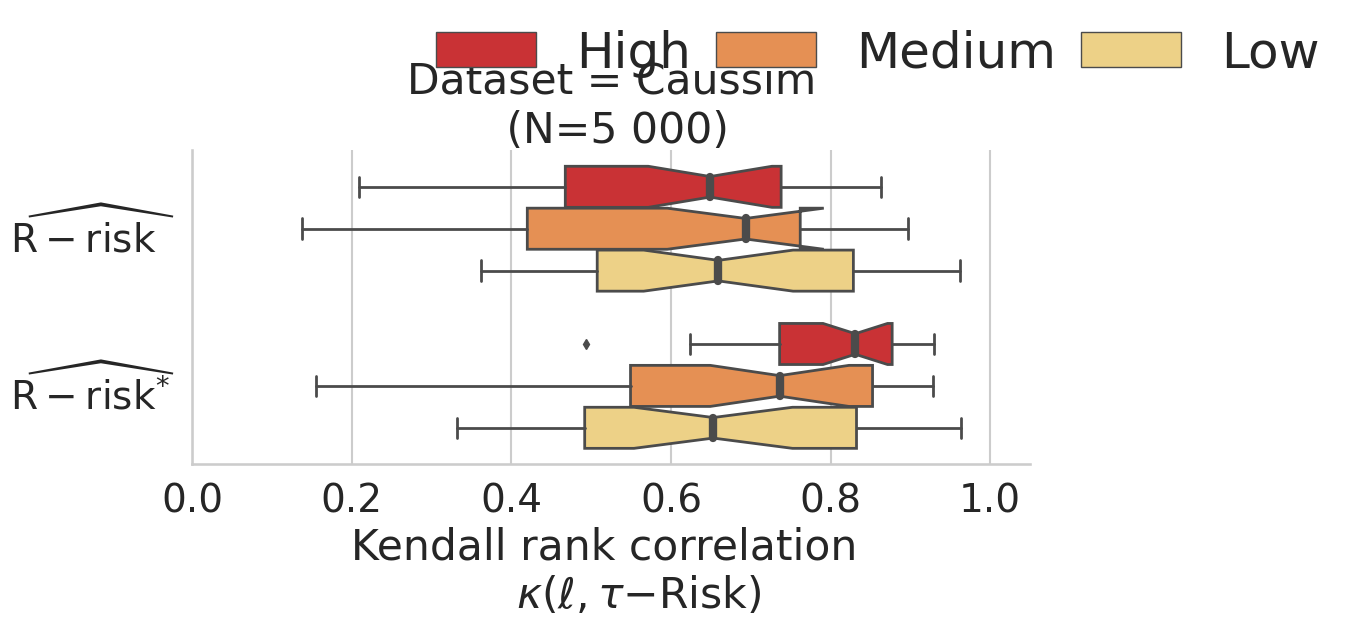 High Medium Low
Dataset = Caussim
(N=5 000)
R−risk
R−risk*
0.0 0.2 0.4 0.6 0.8 1.0
Kendall rank correlation
κ(ℓ, τ−Risk)